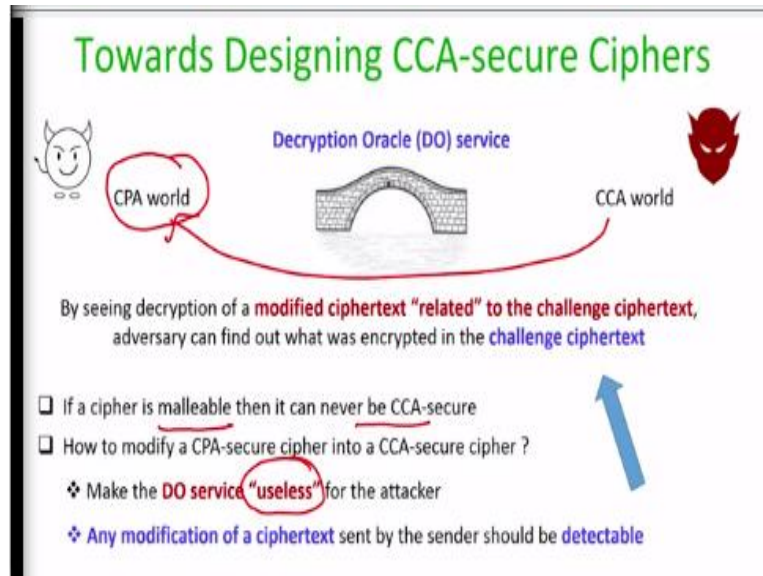 Towards Designing CCA-secure Ciphers
Decryption Oracle (DO) service
CPA world
CCA world
By seeing decryption of a modified ciphertext "related" to the challenge ciphertext,
adversary can find out what was encrypted in the challenge ciphertext
❑ If a cipher is malleable then it can never be CCA-secure
❑ How to modify a CPA-secure cipher into a CCA-secure cipher ?
❖ Make the DO service "useless" for the attacker
❖ Any modification of a ciphertext sent by the sender should be detectable